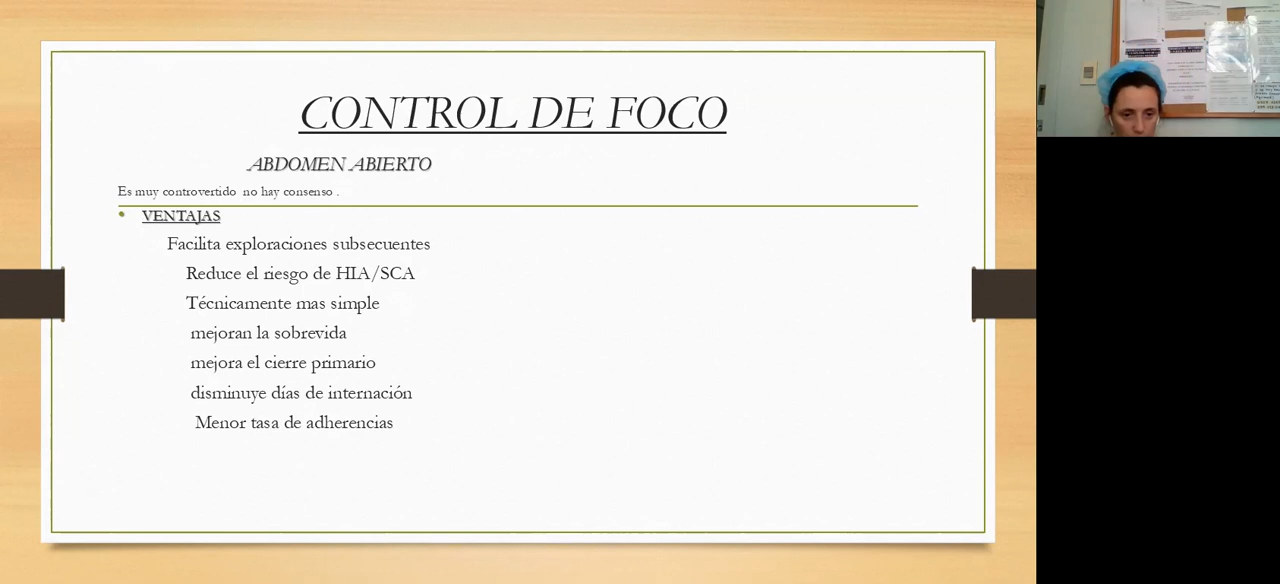 CONTROL DE FOCO
ABDOMEN ABIERTO
Es muy controvertido no hay consenso .
• VENTAJAS
Facilita exploraciones subsecuentes
Reduce el riesgo de HIA/SCA
Técnicamente mas simple
mejoran la sobrevida
mejora el cierre primario
disminuye días de internación
Menor tasa de adherencias